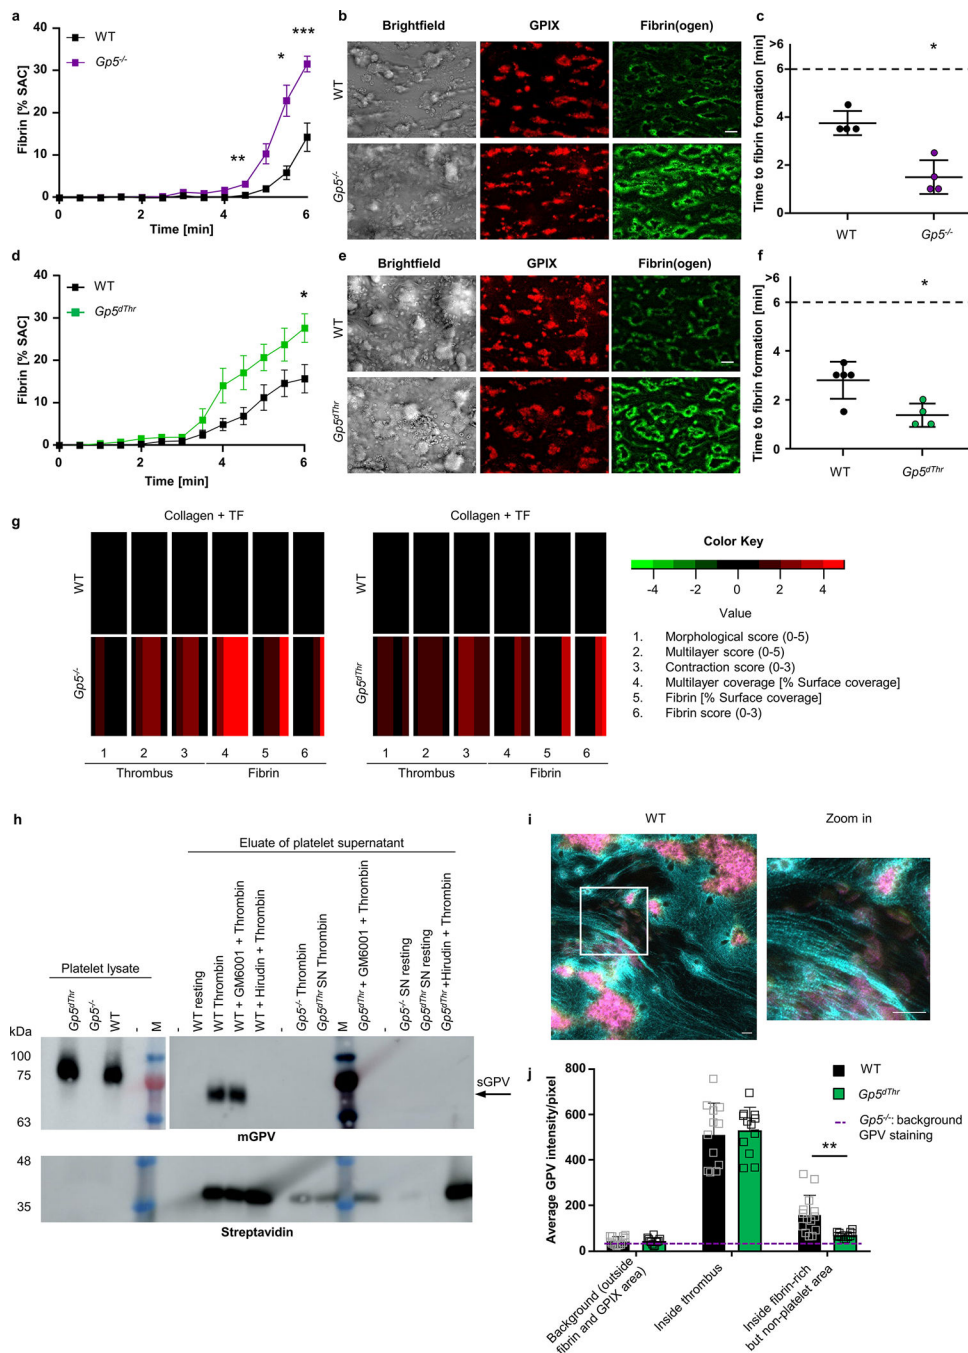 a
Fibrin [% SAC]
40
30
20
10
0
0
2
4
6
Time [min]
WT
Gp5-/-
**
*
***
b
Brightfield
GPIX
Fibrin(ogen)
WT
Gp5-/-
c
Time to fibrin formation [min]
>6
6
4
2
0
*
WT
Gp5-/-
d
Fibrin [% SAC]
40
30
20
10
0
0
2
4
6
Time [min]
WT
Gp5dThr
*
e
Brightfield
GPIX
Fibrin(ogen)
WT
Gp5dThr
f
Time to fibrin formation [min]
>6
6
4
2
0
*
WT
Gp5dThr
g
Collagen + TF
WT
Gp5-/-
1 2 3 4 5 6
Thrombus Fibrin
Collagen + TF
WT
Gp5dThr
1 2 3 4 5 6
Thrombus Fibrin
Color Key
-4 -2 0 2 4
Value
1. Morphological score (0-5)
2. Multilayer score (0-5)
3. Contraction score (0-3)
4. Multilayer coverage [% Surface coverage]
5. Fibrin [% Surface coverage]
6. Fibrin score (0-3)
h
Eluate of platelet supernatant
Platelet lysate
Gp5dThr
Gp5-/-
WT
-
M
-
WT resting
WT Thrombin
WT + GM6001 + Thrombin
WT + Hirudin + Thrombin
-
Gp5-/- Thrombin
Gp5dThr SN Thrombin
M
Gp5dThr + GM6001 + Thrombin
-
Gp5-/- SN resting
Gp5dThr SN resting
Gp5dThr +Hirudin + Thrombin
kDa
100
75
63
sGPV
mGPV
48
35
Streptavidin
i
WT
Zoom in
j
Average GPV intensity/pixel
800
600
400
200
0
WT
Gp5dThr
Gp5-/-: background
GPV staining
**
Background (outside
fibrin and GPIX area)
Inside thrombus
Inside fibrin-rich
but non-platelet area